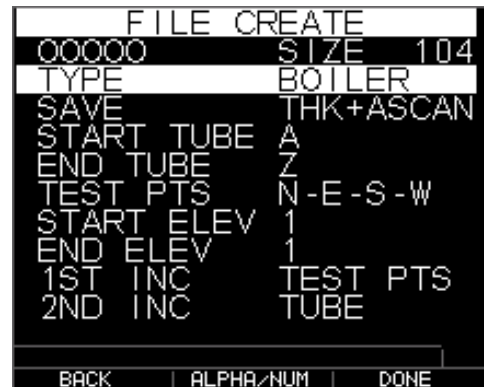 FILE CREATE
OOOOO SIZE 104
TYPE BOILER
SAVE THK+ASCAN
START TUBE A
END TUBE Z
TEST PTS N-E-S-W
START ELEV 1
END ELEV 1
1ST INC TEST PTS
2ND INC TUBE
BACK | ALPHA/NUM | DONE